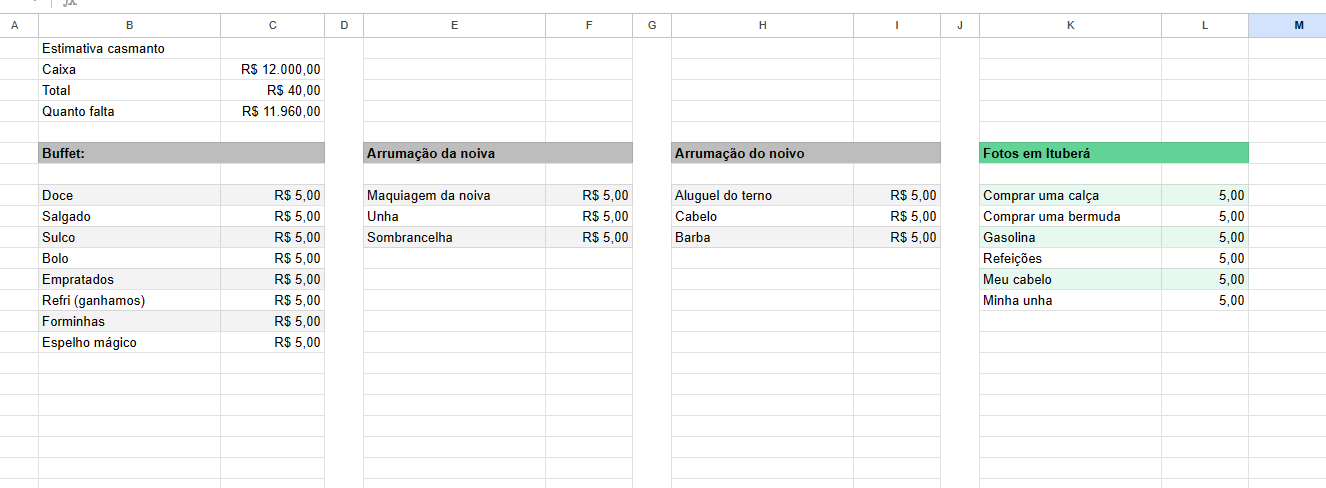 A B C D E F G H I J K L M
Estimativa casmanto
Caixa R$ 12.000,00
Total R$ 40,00
Quanto falta R$ 11.960,00
Buffet: Arrumação da noiva Arrumação do noivo Fotos em Ituberá
Doce R$ 5,00 Maquiagem da noiva R$ 5,00 Aluguel do terno R$ 5,00 Comprar uma calça 5,00
Salgado R$ 5,00 Unha R$ 5,00 Cabelo R$ 5,00 Comprar uma bermuda 5,00
Sulco R$ 5,00 Sombrancelha R$ 5,00 Barba R$ 5,00 Gasolina 5,00
Bolo R$ 5,00 Refeições 5,00
Empratados R$ 5,00 Meu cabelo 5,00
Refri (ganhamos) R$ 5,00 Minha unha 5,00
Forminhas R$ 5,00
Espelho mágico R$ 5,00